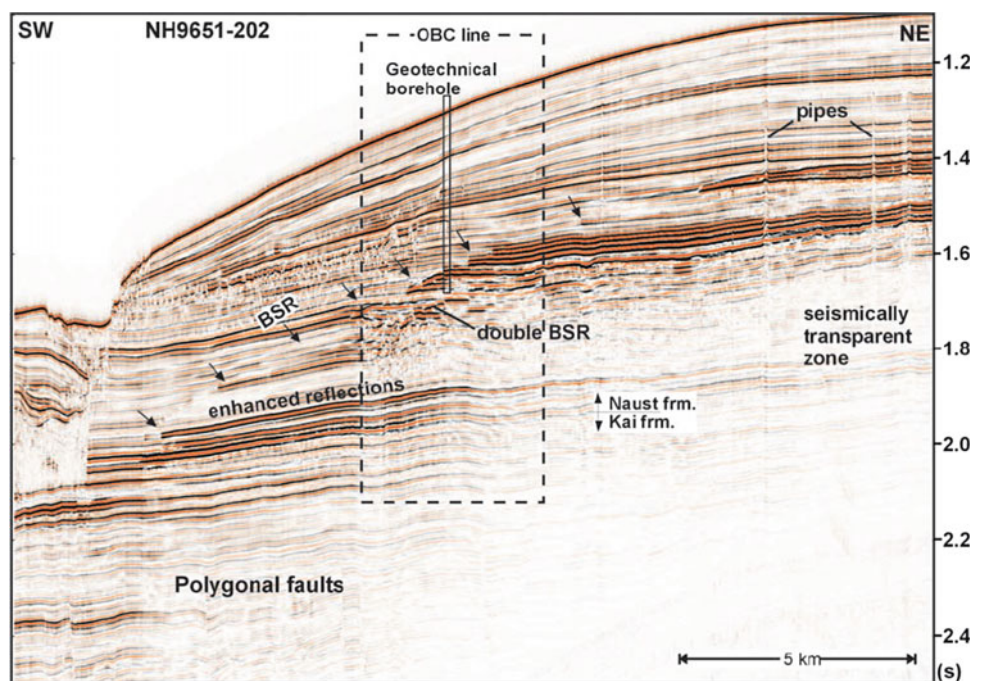 SW
NH9651-202
OBC line
NE
Geotechnical
borehole
pipes
1.2
1.4
1.6
BSR
double BSR
seismically
transparent
zone
1.8
enhanced reflections
Naust frm.
Kai frm.
2.0
2.2
Polygonal faults
2.4
5 km
(s)